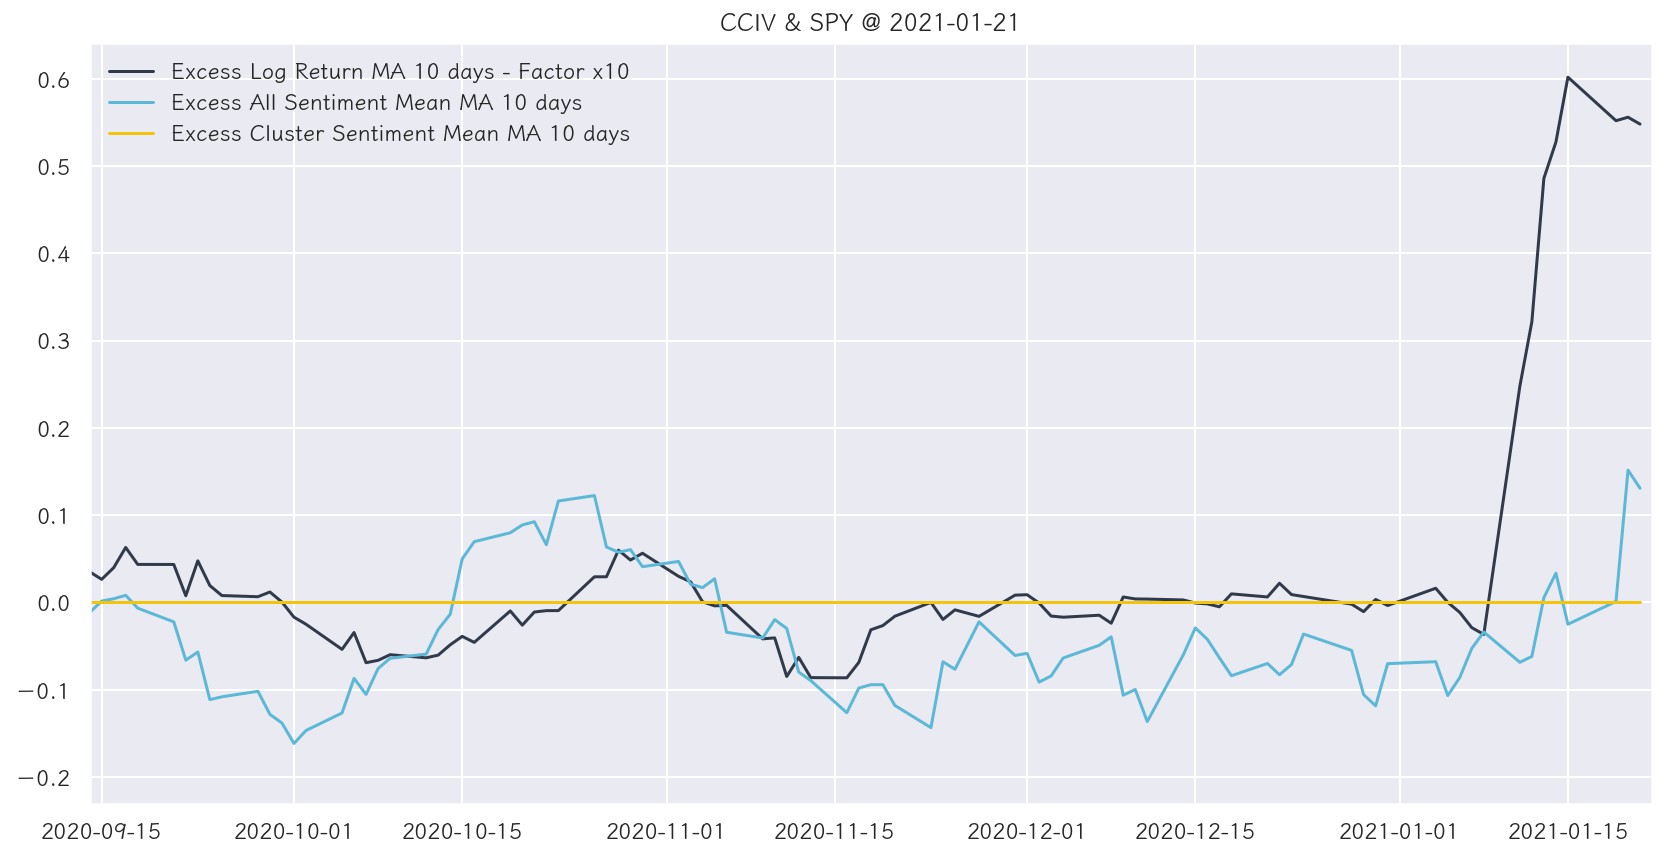 CCIV & SPY @ 2021-01-21
Excess Log Return MA 10 days - Factor x10
Excess All Sentiment Mean MA 10 days
Excess Cluster Sentiment Mean MA 10 days
0.6
0.5
0.4
0.3
0.2
0.1
0.0
−0.1
−0.2
2020-09-15 2020-10-01 2020-10-15 2020-11-01 2020-11-15 2020-12-01 2020-12-15 2021-01-01 2021-01-15